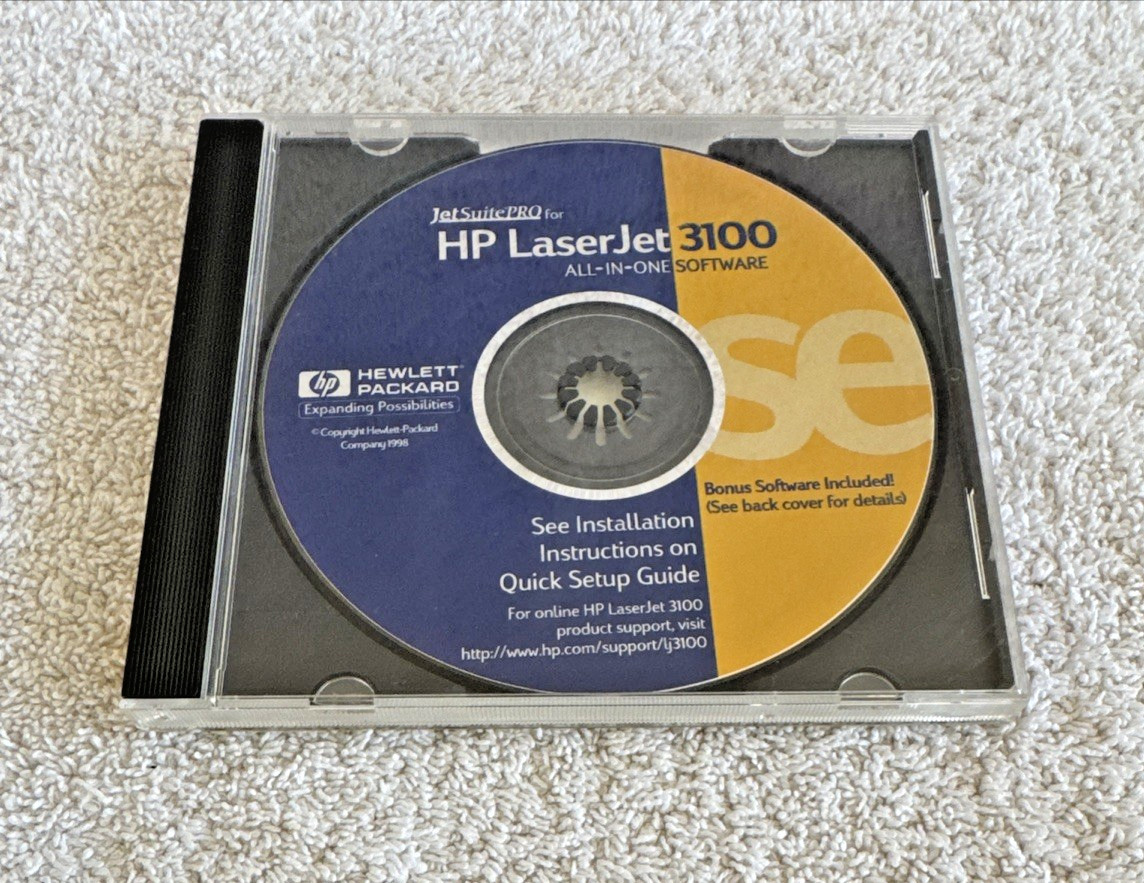 JetSuite PRO for
HP LaserJet 3100
ALL-IN-ONE SOFTWARE
se
hp HEWLETT
PACKARD
Expanding Possibilities
© Copyright Hewlett-Packard
Company 1998
Bonus Software Included!
(See back cover for details)
See Installation
Instructions on
Quick Setup Guide
For online HP LaserJet 3100
product support, visit
http://www.hp.com/support/lj3100